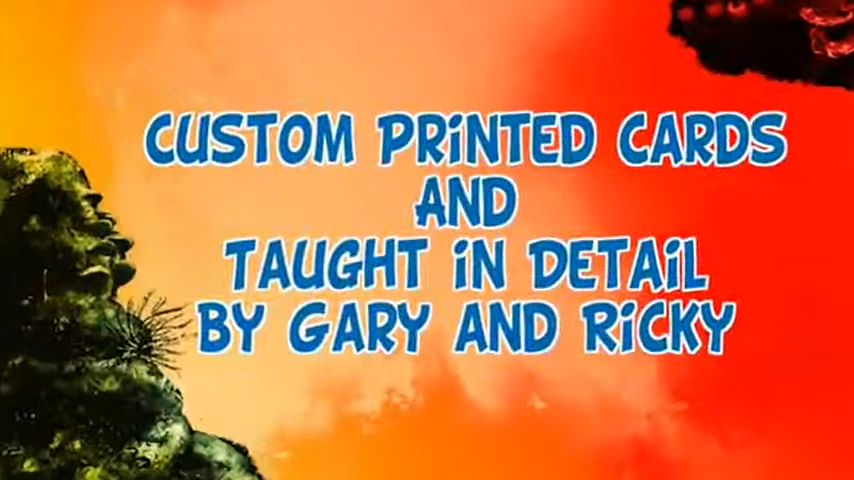 CUSTOM PRINTED CARDS
AND
TAUGHT IN DETAIL
BY GARY AND RICKY